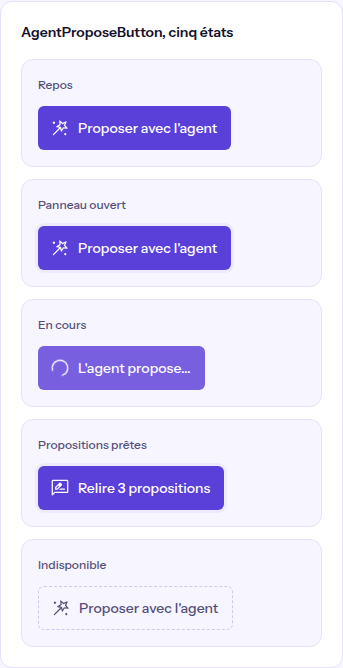 AgentProposeButton, cinq états
Repos
Proposer avec l'agent
Panneau ouvert
Proposer avec l'agent
En cours
L'agent propose...
Propositions prêtes
Relire 3 propositions
Indisponible
Proposer avec l'agent